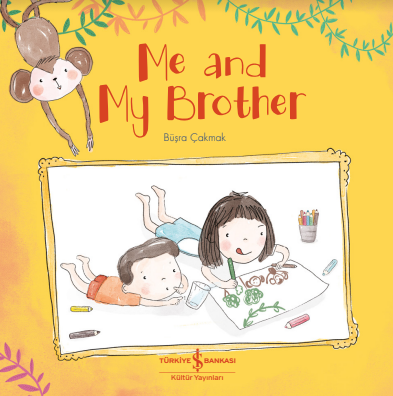 Me and
My Brother
Büşra Çakmak
TÜRKİYE İŞ BANKASI
Kültür Yayınları